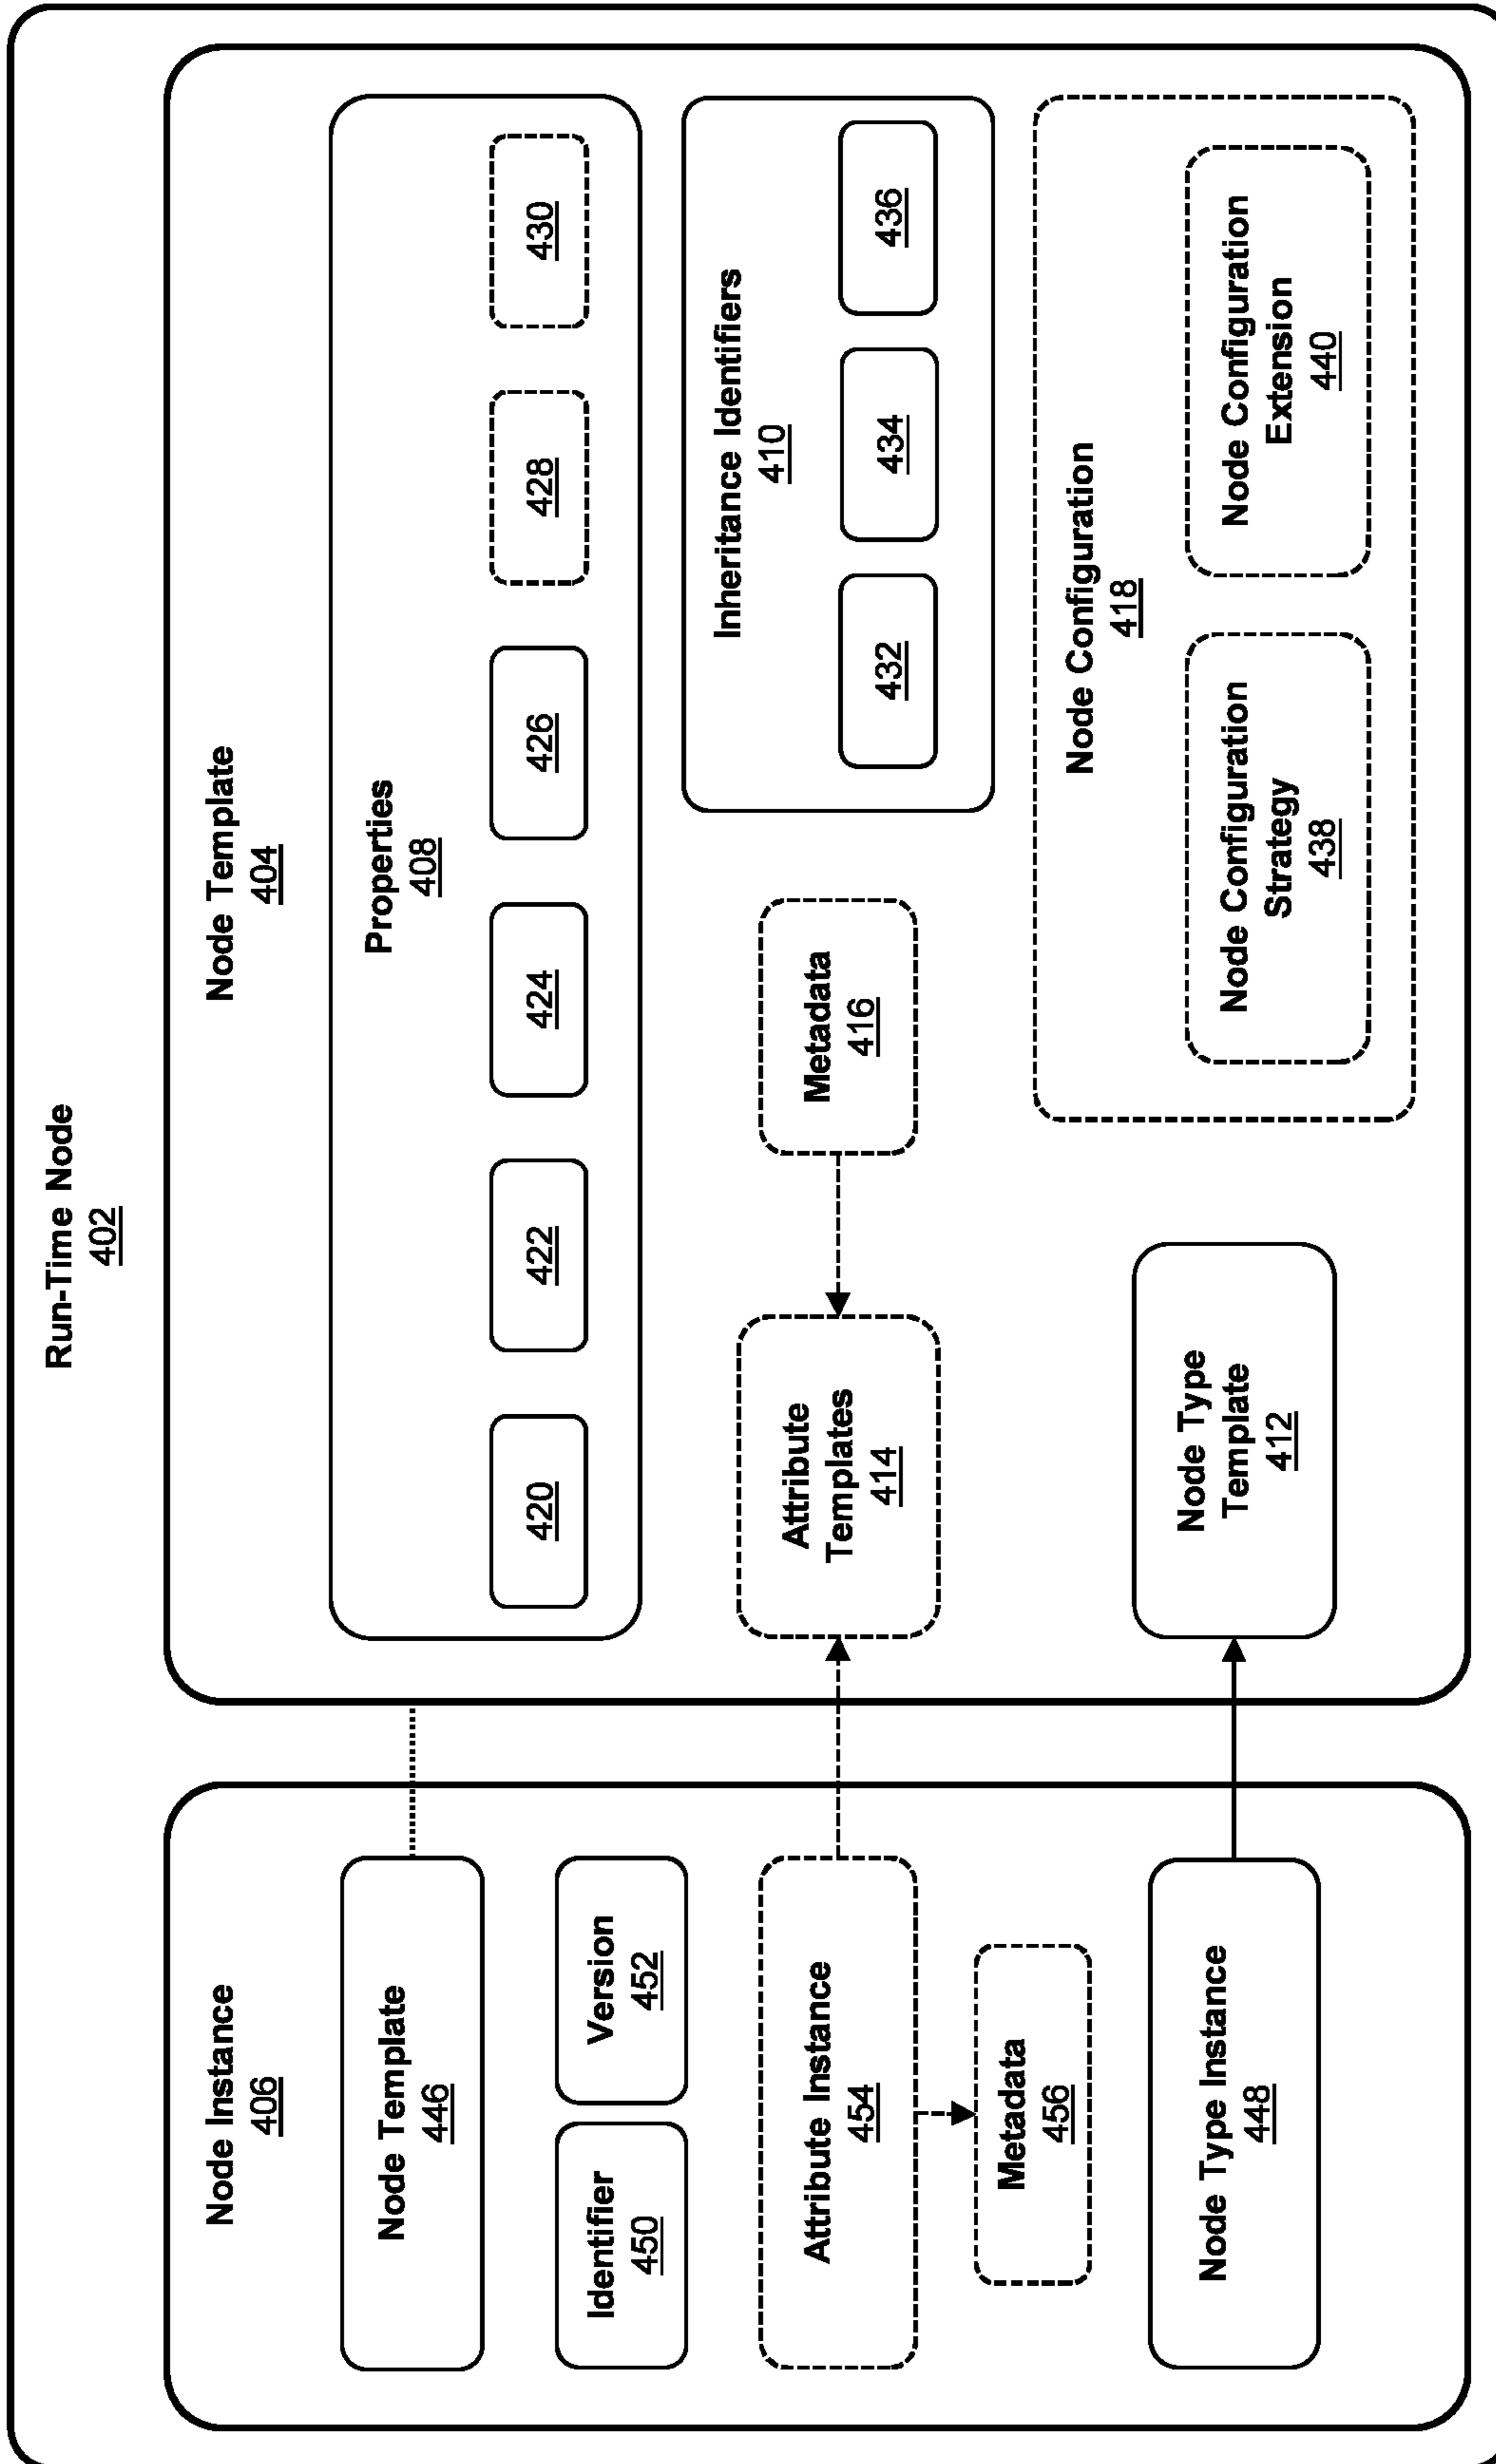 Run-Time Node
402
Node Instance
406
Node Template
446
Identifier
450
Version
452
Attribute Instance
454
Metadata
456
Node Type Instance
448
Node Template
404
Properties
408
420
422
424
426
428
430
Attribute
Templates
414
Metadata
416
Inheritance Identifiers
410
432
434
436
Node Type
Template
412
Node Configuration
418
Node Configuration
Strategy
438
Node Configuration
Extension
440